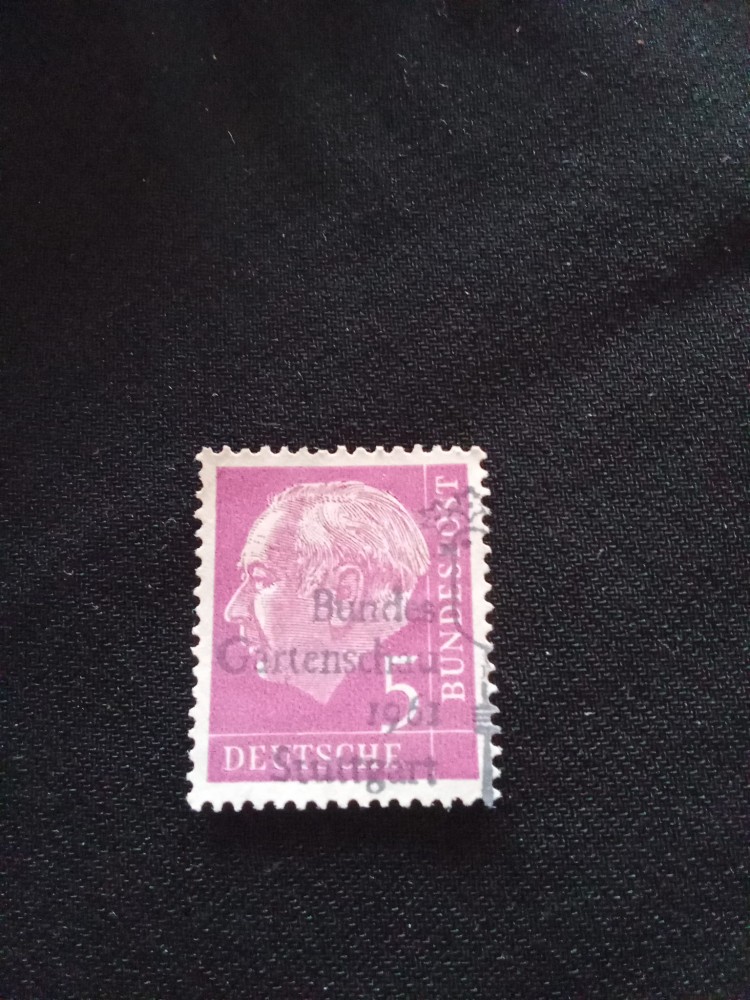 BUNDESPOST
Bundes
Gartenschau
5
1961
DEUTSCHE
Stuttgart